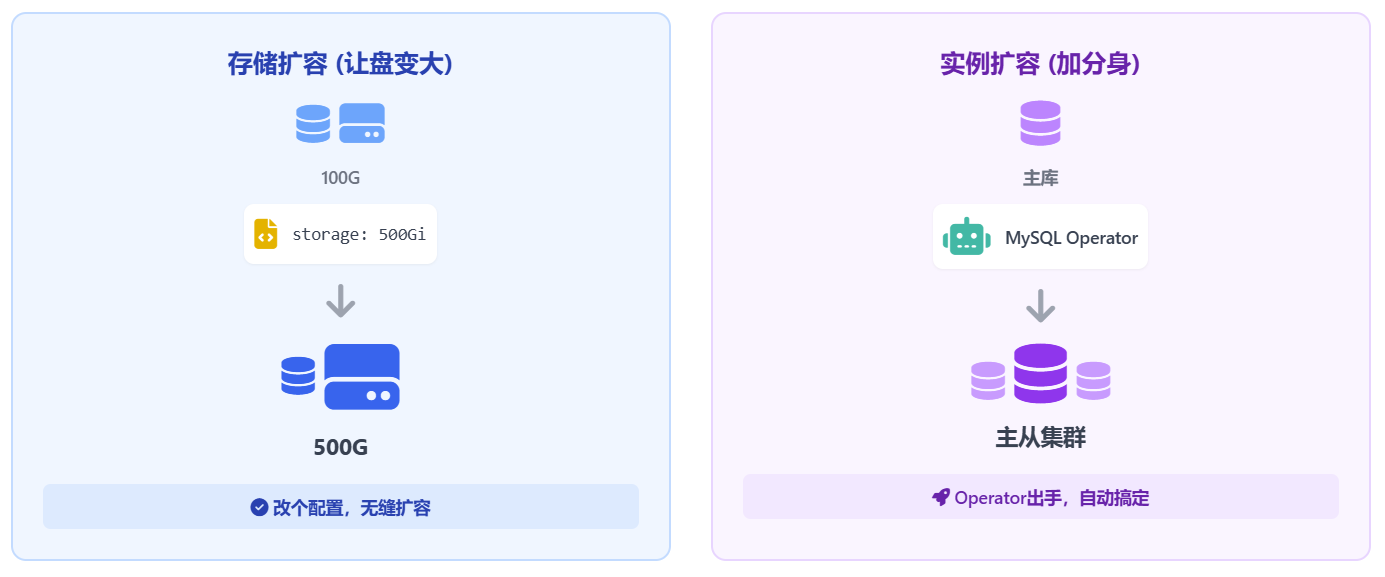 存储扩容 (让盘变大)
100G
storage: 500Gi
500G
改个配置，无缝扩容
实例扩容 (加分身)
主库
MySQL Operator
主从集群
Operator出手，自动搞定